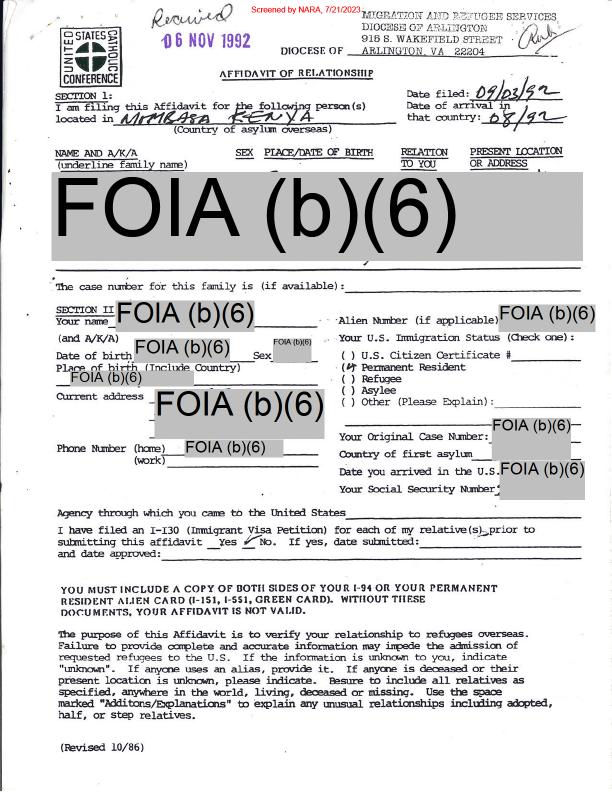 Screened by NARA, 7/21/2023
Received
06 NOV 1992
UNITED STATES CATHOLIC CONFERENCE
MIGRATION AND REFUGEE SERVICES
DIOCESE OF ARLINGTON
915 S. WAKEFIELD STREET
DIOCESE OF ARLINGTON, VA 22204
AFFIDAVIT OF RELATIONSHIP
SECTION 1:
I am filing this Affidavit for the following person(s)
located in MOMBASA KENYA
(Country of asylum overseas)
Date filed: 09/03/92
Date of arrival in
that country: 08/92
NAME AND A/K/A SEX PLACE/DATE OF BIRTH RELATION PRESENT LOCATION
(underline family name) TO YOU OR ADDRESS
FOIA (b)(6)
The case number for this family is (if available):
SECTION II FOIA (b)(6)
Your name
(and A/K/A)
Date of birth FOIA (b)(6) Sex FOIA (b)(6)
Place of birth (Include Country)
FOIA (b)(6)
Current address FOIA (b)(6)
Phone Number (home) FOIA (b)(6)
(work)
Alien Number (if applicable) FOIA (b)(6)
Your U.S. Immigration Status (Check one):
( ) U.S. Citizen Certificate #
(✓) Permanent Resident
( ) Refugee
( ) Asylee
( ) Other (Please Explain):
Your Original Case Number: FOIA (b)(6)
Country of first asylum
Date you arrived in the U.S. FOIA (b)(6)
Your Social Security Number
Agency through which you came to the United States
I have filed an I-130 (Immigrant Visa Petition) for each of my relative(s) prior to
submitting this affidavit Yes ✓ No. If yes, date submitted:
and date approved:
YOU MUST INCLUDE A COPY OF BOTH SIDES OF YOUR I-94 OR YOUR PERMANENT
RESIDENT ALIEN CARD (I-151, I-551, GREEN CARD). WITHOUT THESE
DOCUMENTS, YOUR AFFIDAVIT IS NOT VALID.
The purpose of this Affidavit is to verify your relationship to refugees overseas.
Failure to provide complete and accurate information may impede the admission of
requested refugees to the U.S. If the information is unknown to you, indicate
"unknown". If anyone uses an alias, provide it. If anyone is deceased or their
present location is unknown, please indicate. Besure to include all relatives as
specified, anywhere in the world, living, deceased or missing. Use the space
marked "Additons/Explanations" to explain any unusual relationships including adopted,
half, or step relatives.
(Revised 10/86)